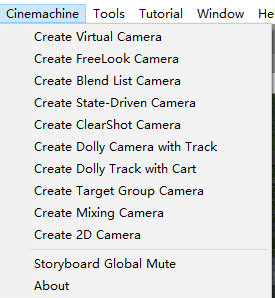 Cinemachine Tools Tutorial Window He
Create Virtual Camera
Create FreeLook Camera
Create Blend List Camera
Create State-Driven Camera
Create ClearShot Camera
Create Dolly Camera with Track
Create Dolly Track with Cart
Create Target Group Camera
Create Mixing Camera
Create 2D Camera
Storyboard Global Mute
About